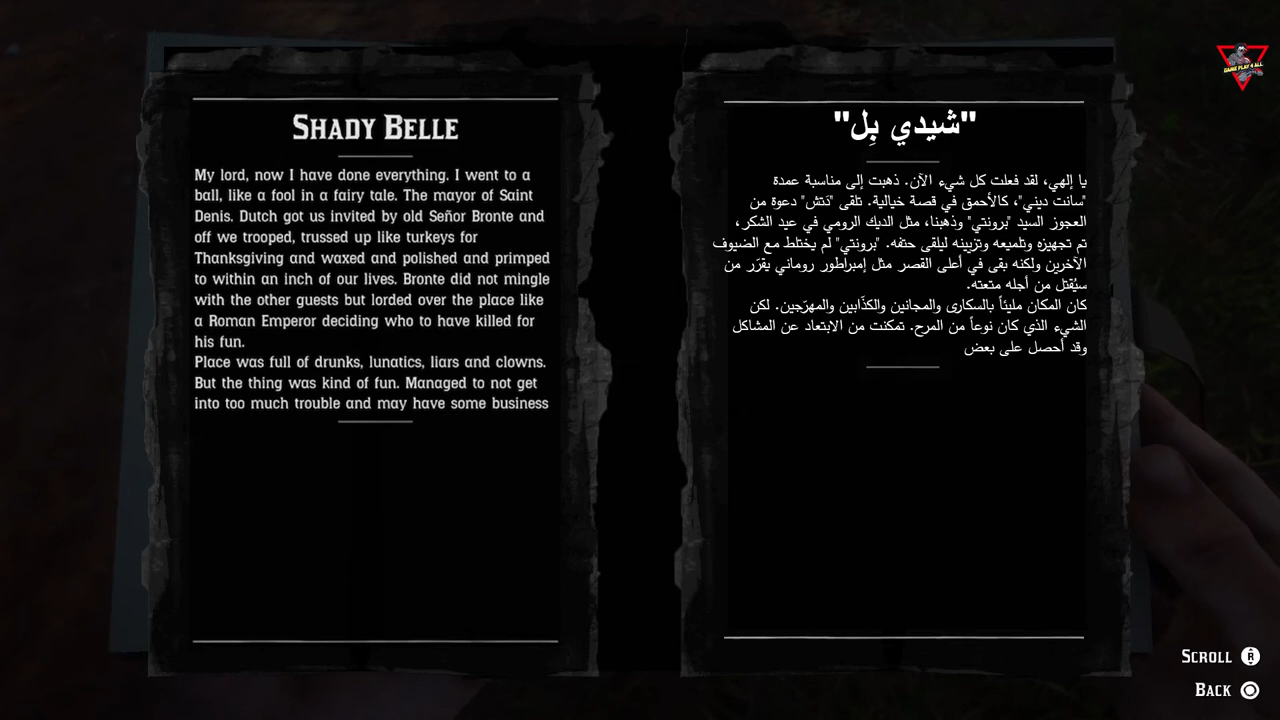 SHADY BELLE
My lord, now I have done everything. I went to a
ball, like a fool in a fairy tale. The mayor of Saint
Denis. Dutch got us invited by old Señor Bronte and
off we trooped, trussed up like turkeys for
Thanksgiving and waxed and polished and primped
to within an inch of our lives. Bronte did not mingle
with the other guests but lorded over the place like
a Roman Emperor deciding who to have killed for
his fun.
Place was full of drunks, lunatics, liars and clowns.
But the thing was kind of fun. Managed to not get
into too much trouble and may have some business
"شيدي بِل"
يا إلهي، لقد فعلت كل شيء الآن. ذهبت إلى مناسبة عمدة
"سانت ديني"، كالأحمق في قصة خيالية. تلقى "دَتش" دعوة من
العجوز السيد "برونتي" وذهبنا، مثل الديك الرومي في عيد الشكر،
تم تجهيزه وتلميعه وتزيينه ليلقى حتفه. "برونتي" لم يختلط مع الضيوف
الآخرين ولكنه بقى في أعلى القصر مثل إمبراطور روماني يقرّر من
سيُقتل من أجله متعته.
كان المكان مليئاً بالسكارى والمجانين والكذّابين والمهرّجين. لكن
الشيء الذي كان نوعاً من المرح. تمكنت من الابتعاد عن المشاكل
وقد أحصل على بعض
GAME PLAY 4 ALL
SCROLL R
BACK